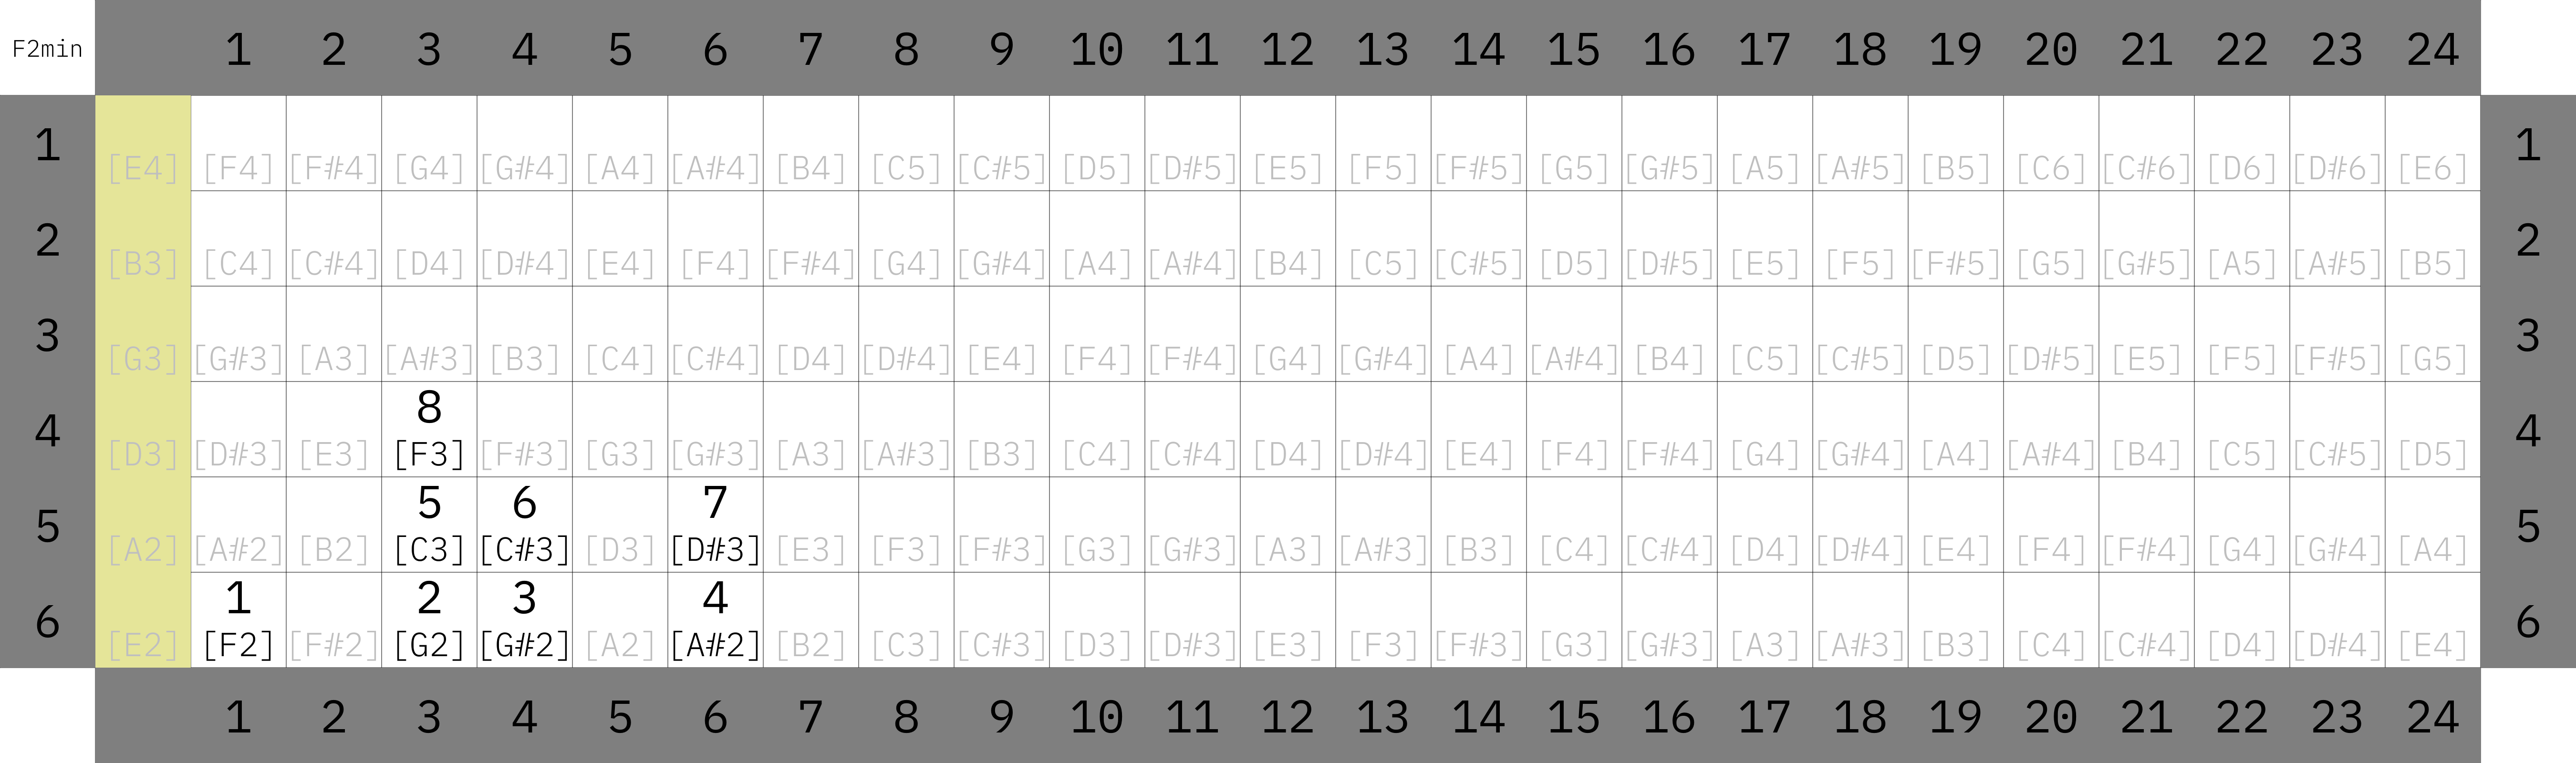 F2min 1 2 3 4 5 6 7 8 9 10 11 12 13 14 15 16 17 18 19 20 21 22 23 24
1 [E4] [F4] [F#4] [G4] [G#4] [A4] [A#4] [B4] [C5] [C#5] [D5] [D#5] [E5] [F5] [F#5] [G5] [G#5] [A5] [A#5] [B5] [C6] [C#6] [D6] [D#6] [E6] 1
2 [B3] [C4] [C#4] [D4] [D#4] [E4] [F4] [F#4] [G4] [G#4] [A4] [A#4] [B4] [C5] [C#5] [D5] [D#5] [E5] [F5] [F#5] [G5] [G#5] [A5] [A#5] [B5] 2
3 [G3] [G#3] [A3] [A#3] [B3] [C4] [C#4] [D4] [D#4] [E4] [F4] [F#4] [G4] [G#4] [A4] [A#4] [B4] [C5] [C#5] [D5] [D#5] [E5] [F5] [F#5] [G5] 3
8
4 [D3] [D#3] [E3] [F3] [F#3] [G3] [G#3] [A3] [A#3] [B3] [C4] [C#4] [D4] [D#4] [E4] [F4] [F#4] [G4] [G#4] [A4] [A#4] [B4] [C5] [C#5] [D5] 4
5 6 7
5 [A2] [A#2] [B2] [C3] [C#3] [D3] [D#3] [E3] [F3] [F#3] [G3] [G#3] [A3] [A#3] [B3] [C4] [C#4] [D4] [D#4] [E4] [F4] [F#4] [G4] [G#4] [A4] 5
1 2 3 4
6 [E2] [F2] [F#2] [G2] [G#2] [A2] [A#2] [B2] [C3] [C#3] [D3] [D#3] [E3] [F3] [F#3] [G3] [G#3] [A3] [A#3] [B3] [C4] [C#4] [D4] [D#4] [E4] 6
1 2 3 4 5 6 7 8 9 10 11 12 13 14 15 16 17 18 19 20 21 22 23 24